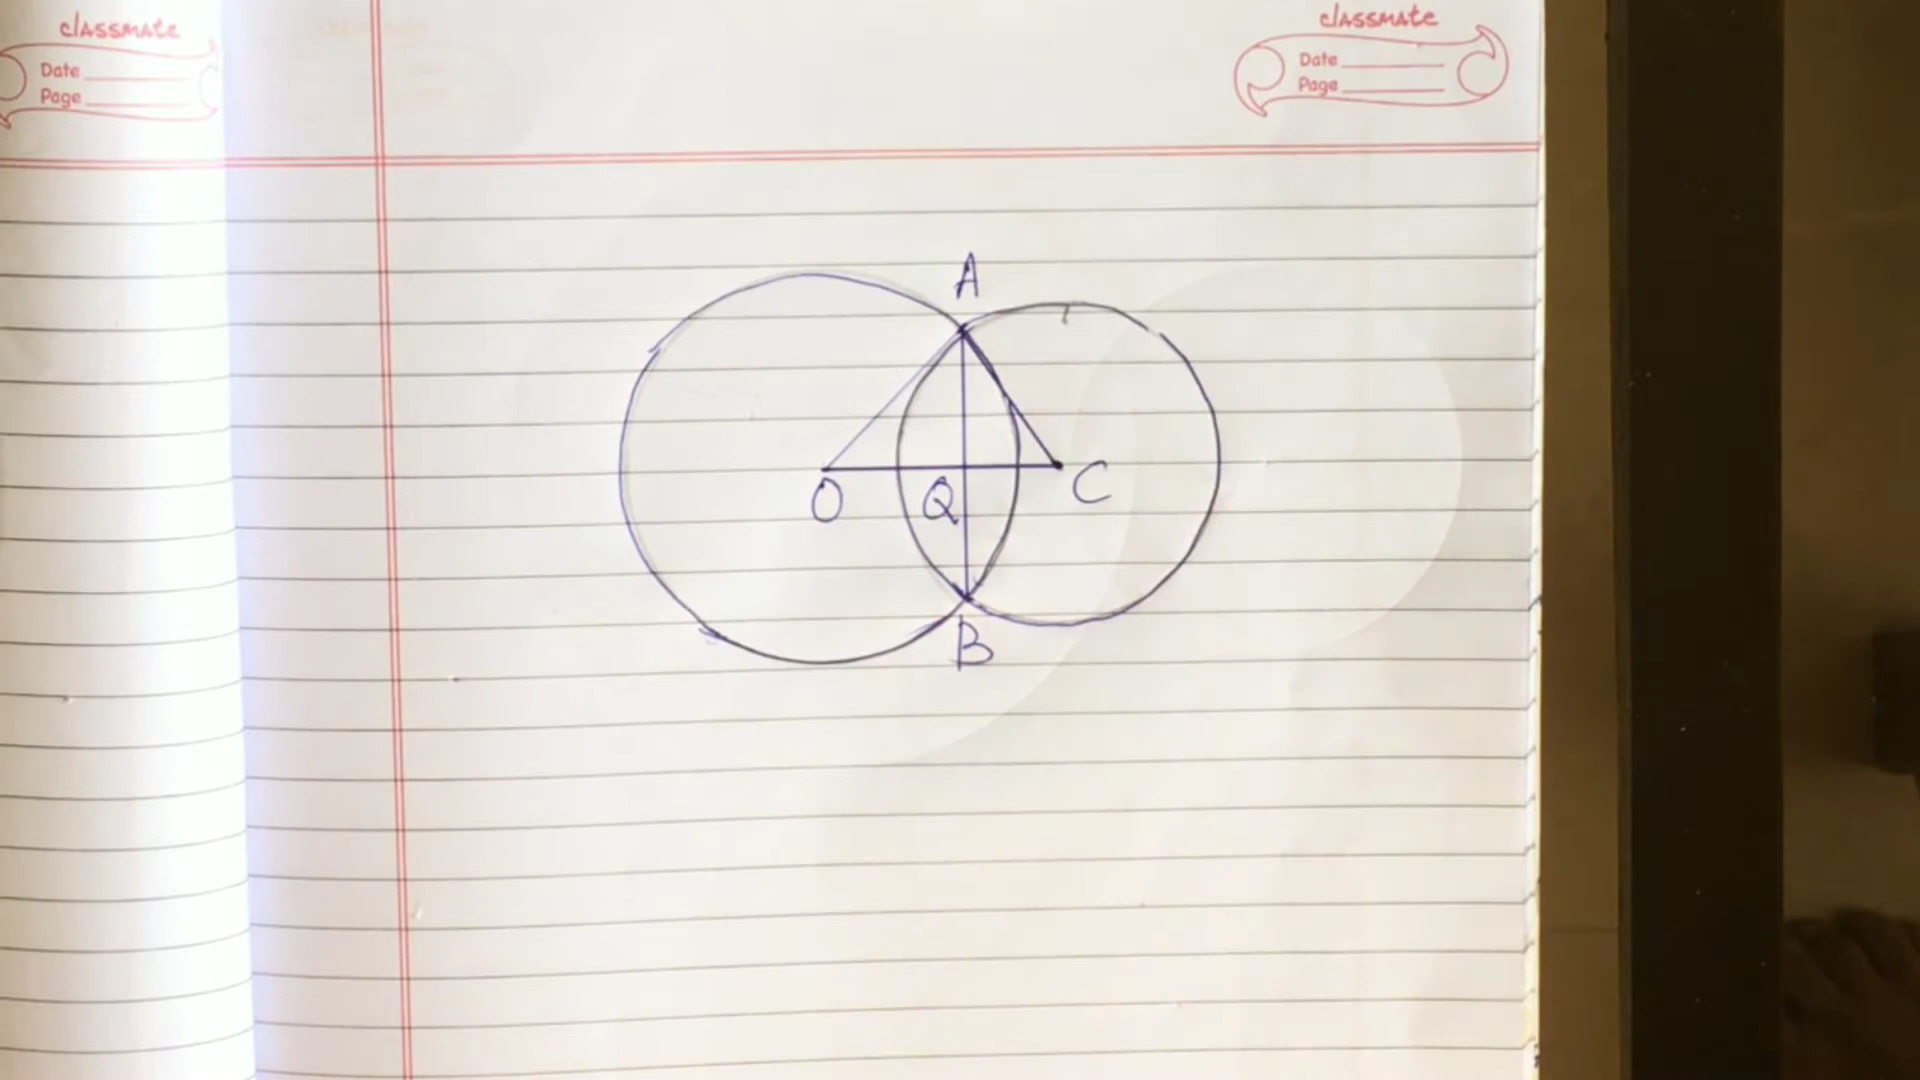 classmate
Date
Page
classmate
Date
Page
A
O
Q
C
B